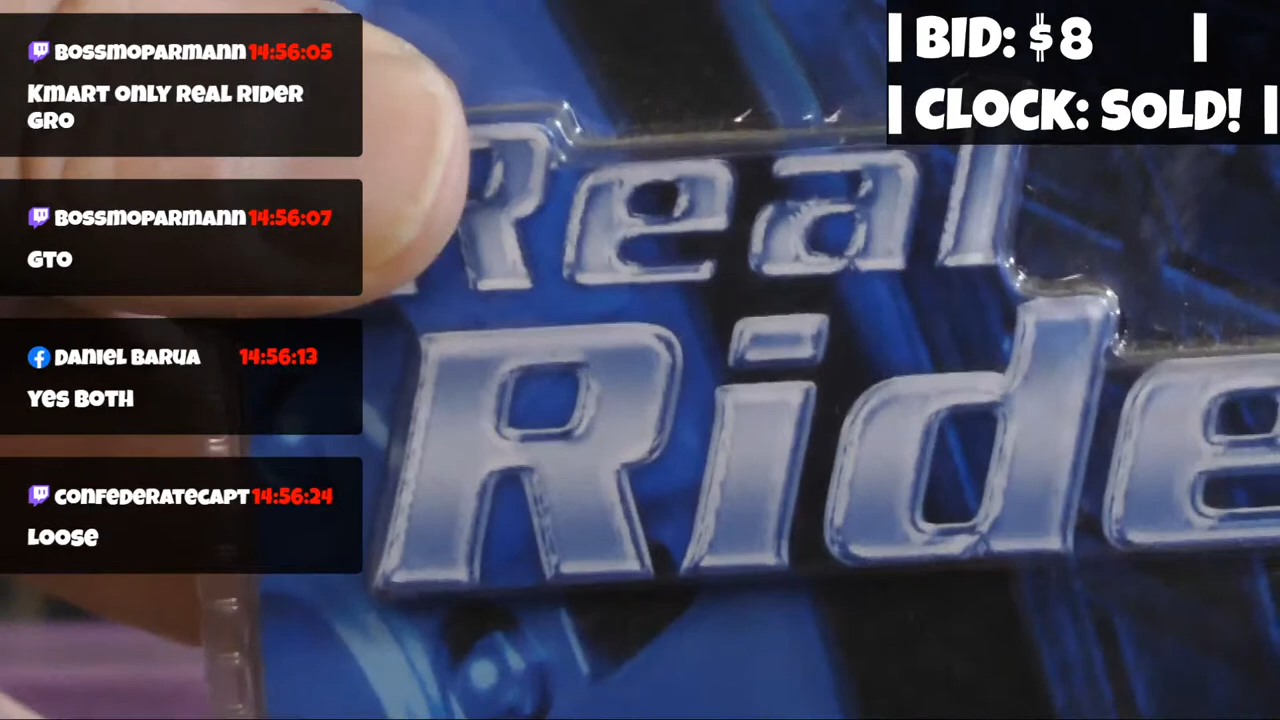 Bossmoparmann 14:56:05
Kmart only real rider
gro
Bossmoparmann 14:56:07
GTO
Daniel Barua 14:56:13
Yes both
confederatecapt 14:56:24
Loose
| BID: $8 |
| CLOCK: SOLD! |
Real
Ride